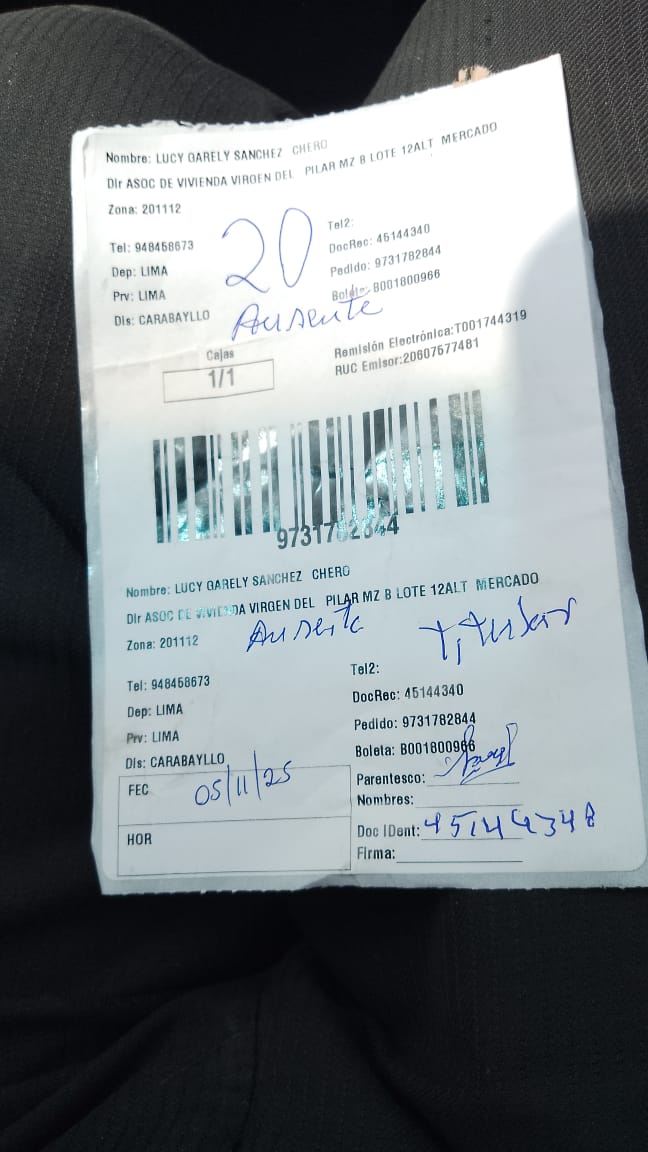 Nombre: LUCY GARELY SANCHEZ CHERO
Dir ASOC DE VIVIENDA VIRGEN DEL PILAR MZ B LOTE 12ALT MERCADO
Zona: 201112
20
Tel2:
Tel: 948458673
DocRec: 45144340
Dep: LIMA
Pedido: 9731782844
Prv: LIMA
Boleta: B001800966
Dis: CARABAYLLO
Ausente
Cajas
1/1
Remisión Electrónica:T001744319
RUC Emisor:20607677481
9731782844
Nombre: LUCY GARELY SANCHEZ CHERO
Dir ASOC DE VIVIENDA VIRGEN DEL PILAR MZ B LOTE 12ALT MERCADO
Zona: 201112
Ausente
Tel2:
Tel: 948458673
DocRec: 45144340
Dep: LIMA
Pedido: 9731782844
Prv: LIMA
Boleta: B001800966
Dis: CARABAYLLO
Parentesco:
FEC 05/11/25
Nombres:
HOR
Doc IDent:
Firma: